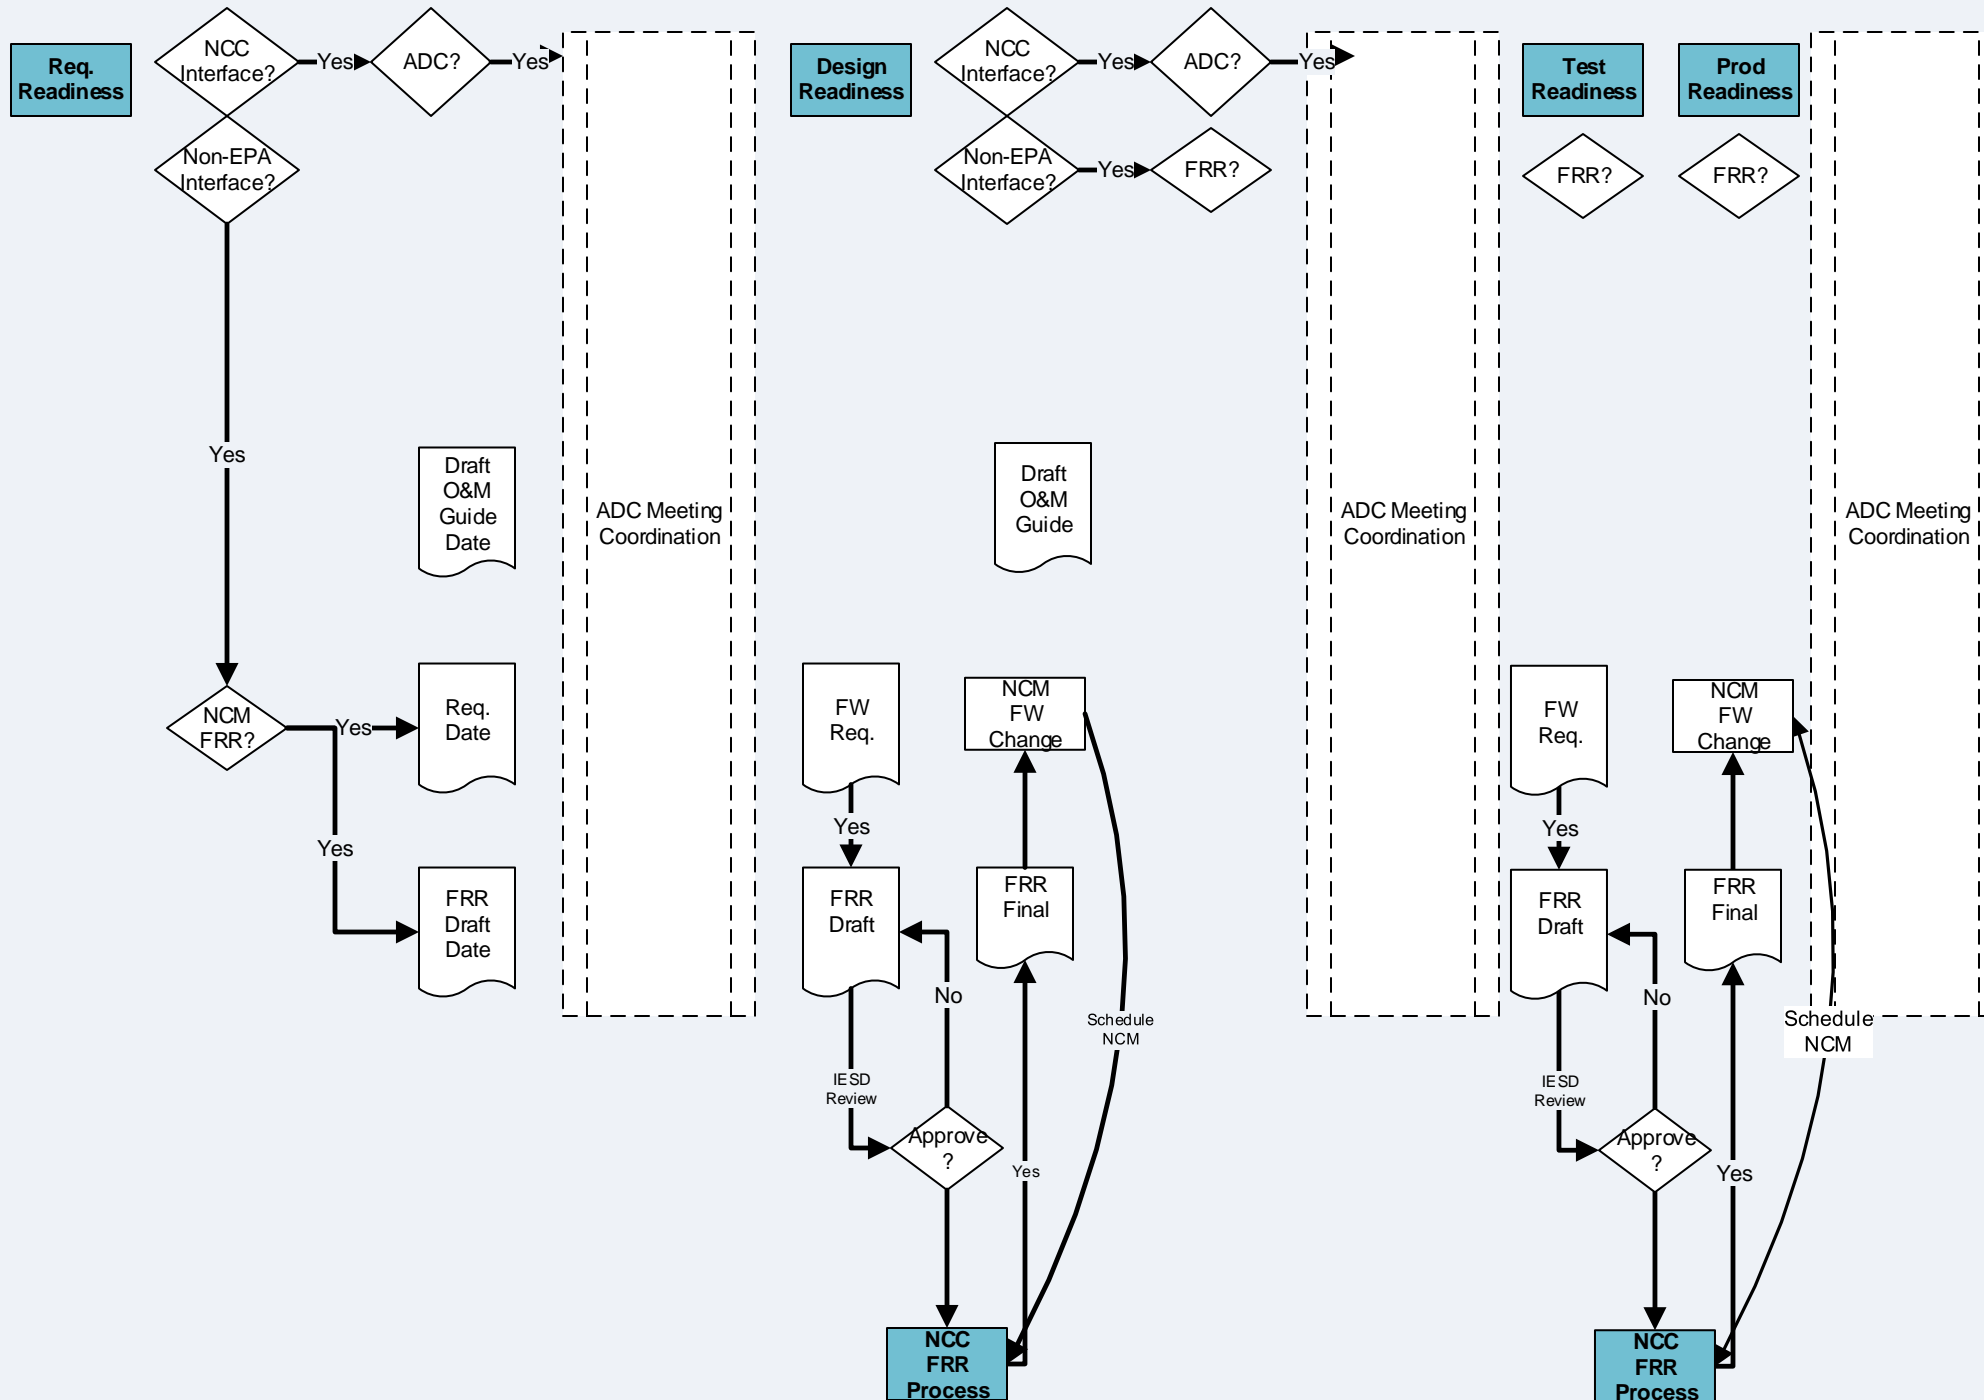 Req.
Readiness
NCC
Interface?
Yes
ADC?
Yes
Non-EPA
Interface?
Yes
NCM
FRR?
Yes
Yes
Draft
O&M
Guide
Date
Req.
Date
FRR
Draft
Date
ADC Meeting
Coordination
Design
Readiness
NCC
Interface?
Yes
ADC?
Yes
Non-EPA
Interface?
Yes
FRR?
Draft
O&M
Guide
FW
Req.
Yes
FRR
Draft
IESD
Review
No
Approve
?
NCC
FRR
Process
Yes
FRR
Final
NCM
FW
Change
Schedule
NCM
ADC Meeting
Coordination
Test
Readiness
FRR?
Prod
Readiness
FRR?
FW
Req.
Yes
FRR
Draft
IESD
Review
No
Approve
?
NCC
FRR
Process
Yes
FRR
Final
NCM
FW
Change
Schedule
NCM
ADC Meeting
Coordination